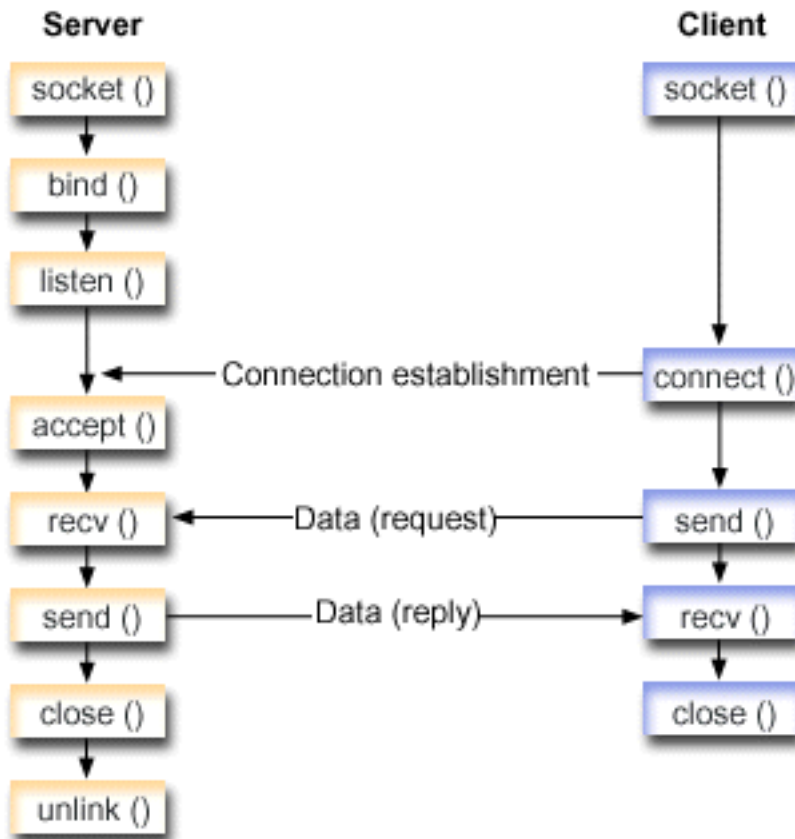 Server
Client
socket ()
socket ()
bind ()
listen ()
Connection establishment
connect ()
accept ()
recv ()
Data (request)
send ()
send ()
Data (reply)
recv ()
close ()
close ()
unlink ()